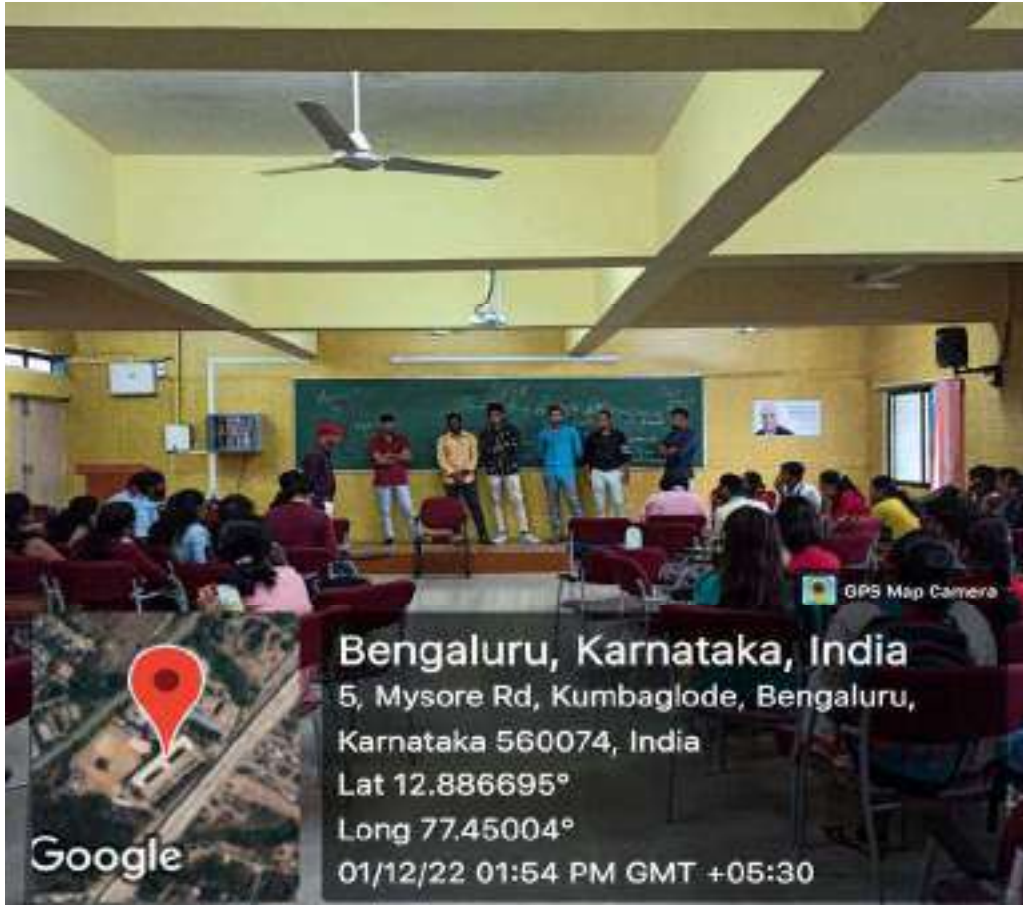 GPS Map Camera
Bengaluru, Karnataka, India
5, Mysore Rd, Kumbaglode, Bengaluru,
Karnataka 560074, India
Lat 12.886695°
Long 77.45004°
01/12/22 01:54 PM GMT +05:30
Google